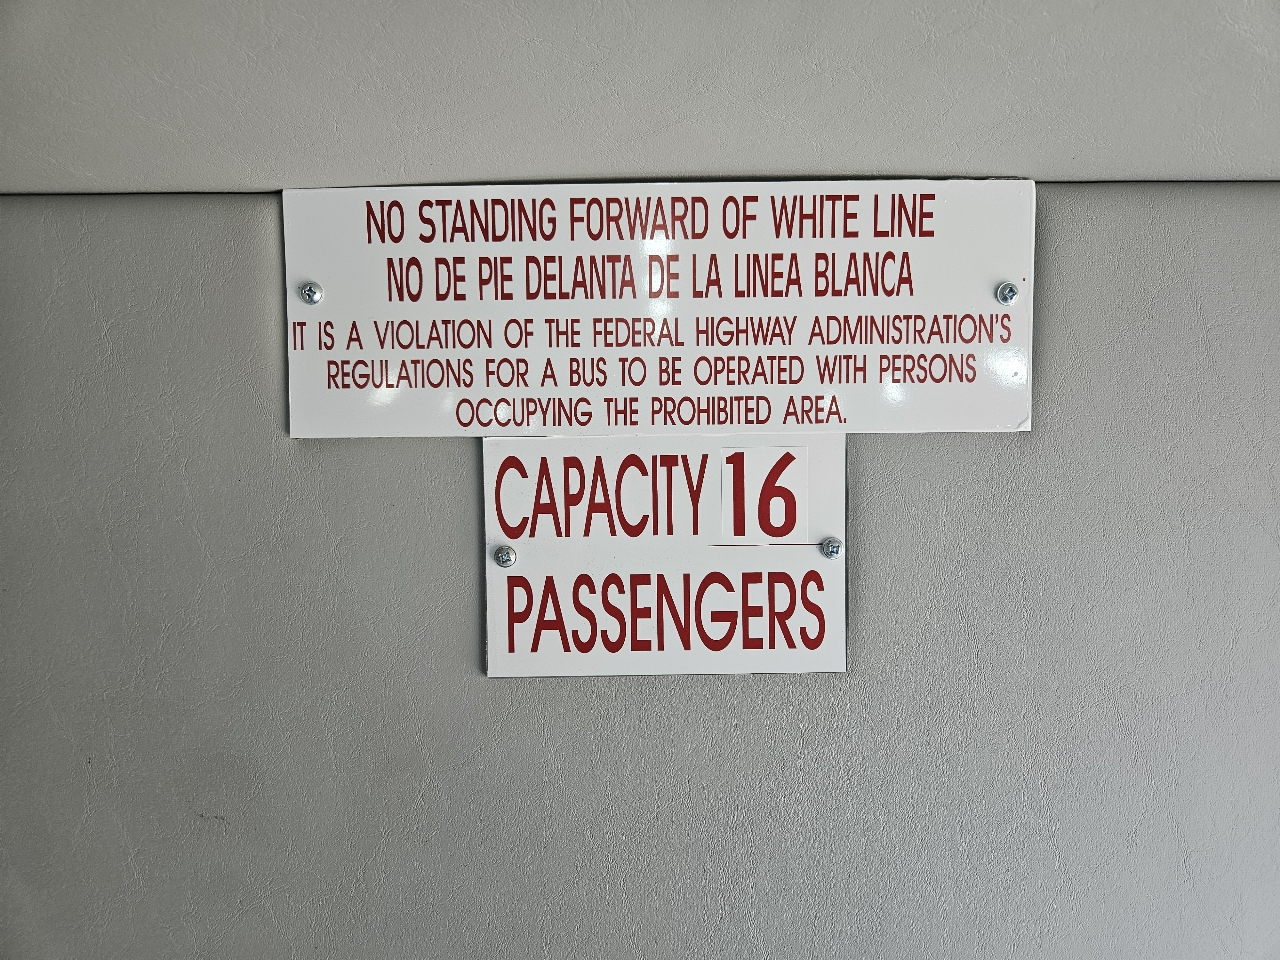 NO STANDING FORWARD OF WHITE LINE
NO DE PIE DELANTA DE LA LINEA BLANCA
IT IS A VIOLATION OF THE FEDERAL HIGHWAY ADMINISTRATION'S
REGULATIONS FOR A BUS TO BE OPERATED WITH PERSONS
OCCUPYING THE PROHIBITED AREA.
CAPACITY 16
PASSENGERS